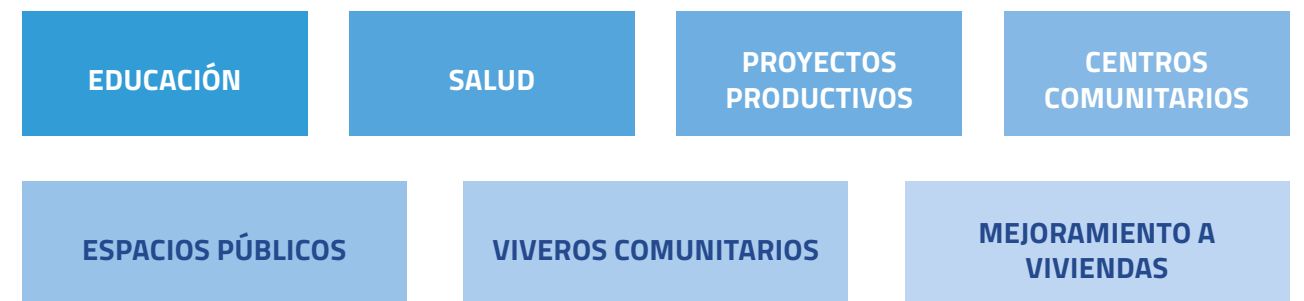 EDUCACIÓN
SALUD
PROYECTOS
PRODUCTIVOS
CENTROS
COMUNITARIOS
ESPACIOS PÚBLICOS
VIVEROS COMUNITARIOS
MEJORAMIENTO A
VIVIENDAS